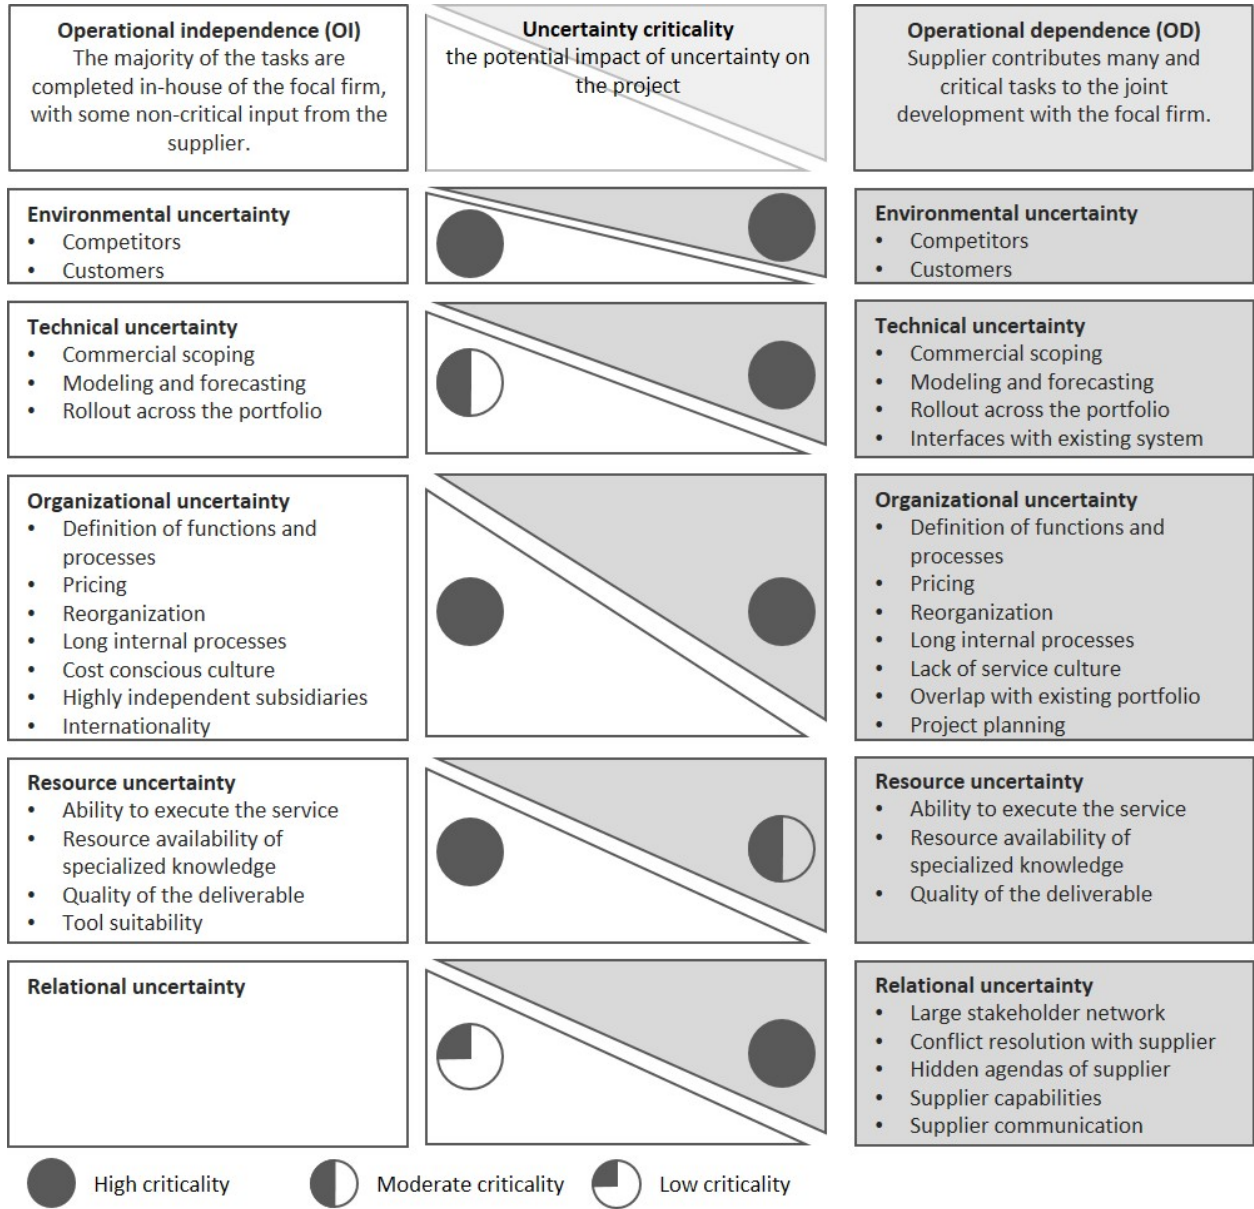 Operational independence (OI)
The majority of the tasks are
completed in-house of the focal firm,
with some non-critical input from the
supplier.
Uncertainty criticality
the potential impact of uncertainty on
the project
Operational dependence (OD)
Supplier contributes many and
critical tasks to the joint
development with the focal firm.
Environmental uncertainty
• Competitors
• Customers
Environmental uncertainty
• Competitors
• Customers
Technical uncertainty
• Commercial scoping
• Modeling and forecasting
• Rollout across the portfolio
Technical uncertainty
• Commercial scoping
• Modeling and forecasting
• Rollout across the portfolio
• Interfaces with existing system
Organizational uncertainty
• Definition of functions and
processes
• Pricing
• Reorganization
• Long internal processes
• Cost conscious culture
• Highly independent subsidiaries
• Internationality
Organizational uncertainty
• Definition of functions and
processes
• Pricing
• Reorganization
• Long internal processes
• Lack of service culture
• Overlap with existing portfolio
• Project planning
Resource uncertainty
• Ability to execute the service
• Resource availability of
specialized knowledge
• Quality of the deliverable
• Tool suitability
Resource uncertainty
• Ability to execute the service
• Resource availability of
specialized knowledge
• Quality of the deliverable
Relational uncertainty
Relational uncertainty
• Large stakeholder network
• Conflict resolution with supplier
• Hidden agendas of supplier
• Supplier capabilities
• Supplier communication
High criticality
Moderate criticality
Low criticality